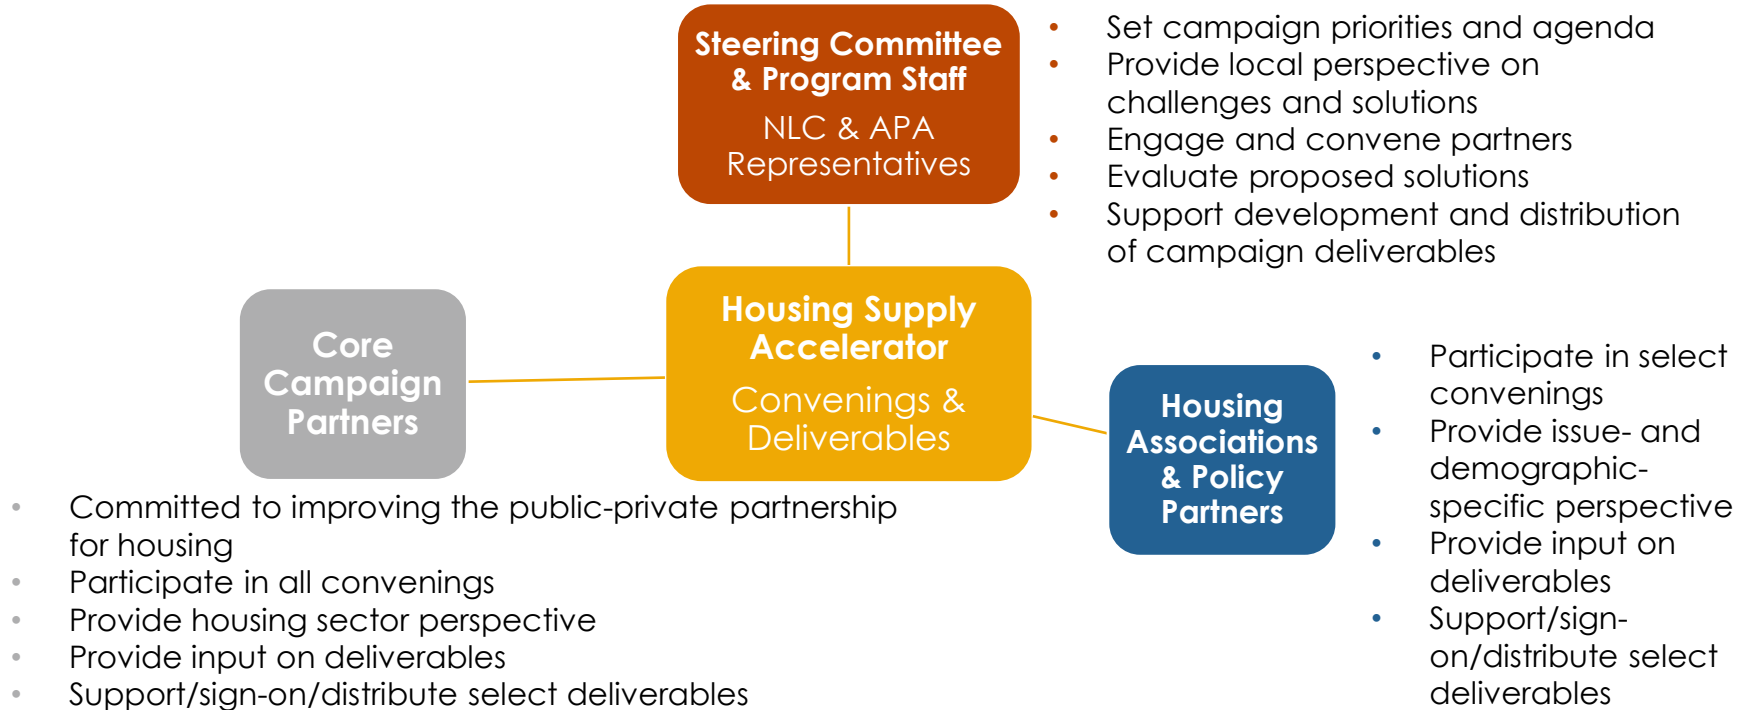 Steering Committee
& Program Staff
NLC & APA
Representatives
• Set campaign priorities and agenda
• Provide local perspective on
challenges and solutions
• Engage and convene partners
• Evaluate proposed solutions
• Support development and distribution
of campaign deliverables
Housing Supply
Accelerator
Convenings &
Deliverables
Core
Campaign
Partners
• Committed to improving the public-private partnership
for housing
• Participate in all convenings
• Provide housing sector perspective
• Provide input on deliverables
• Support/sign-on/distribute select deliverables
Housing
Associations
& Policy
Partners
• Participate in select
convenings
• Provide issue- and
demographic-
specific perspective
• Provide input on
deliverables
• Support/sign-
on/distribute select
deliverables